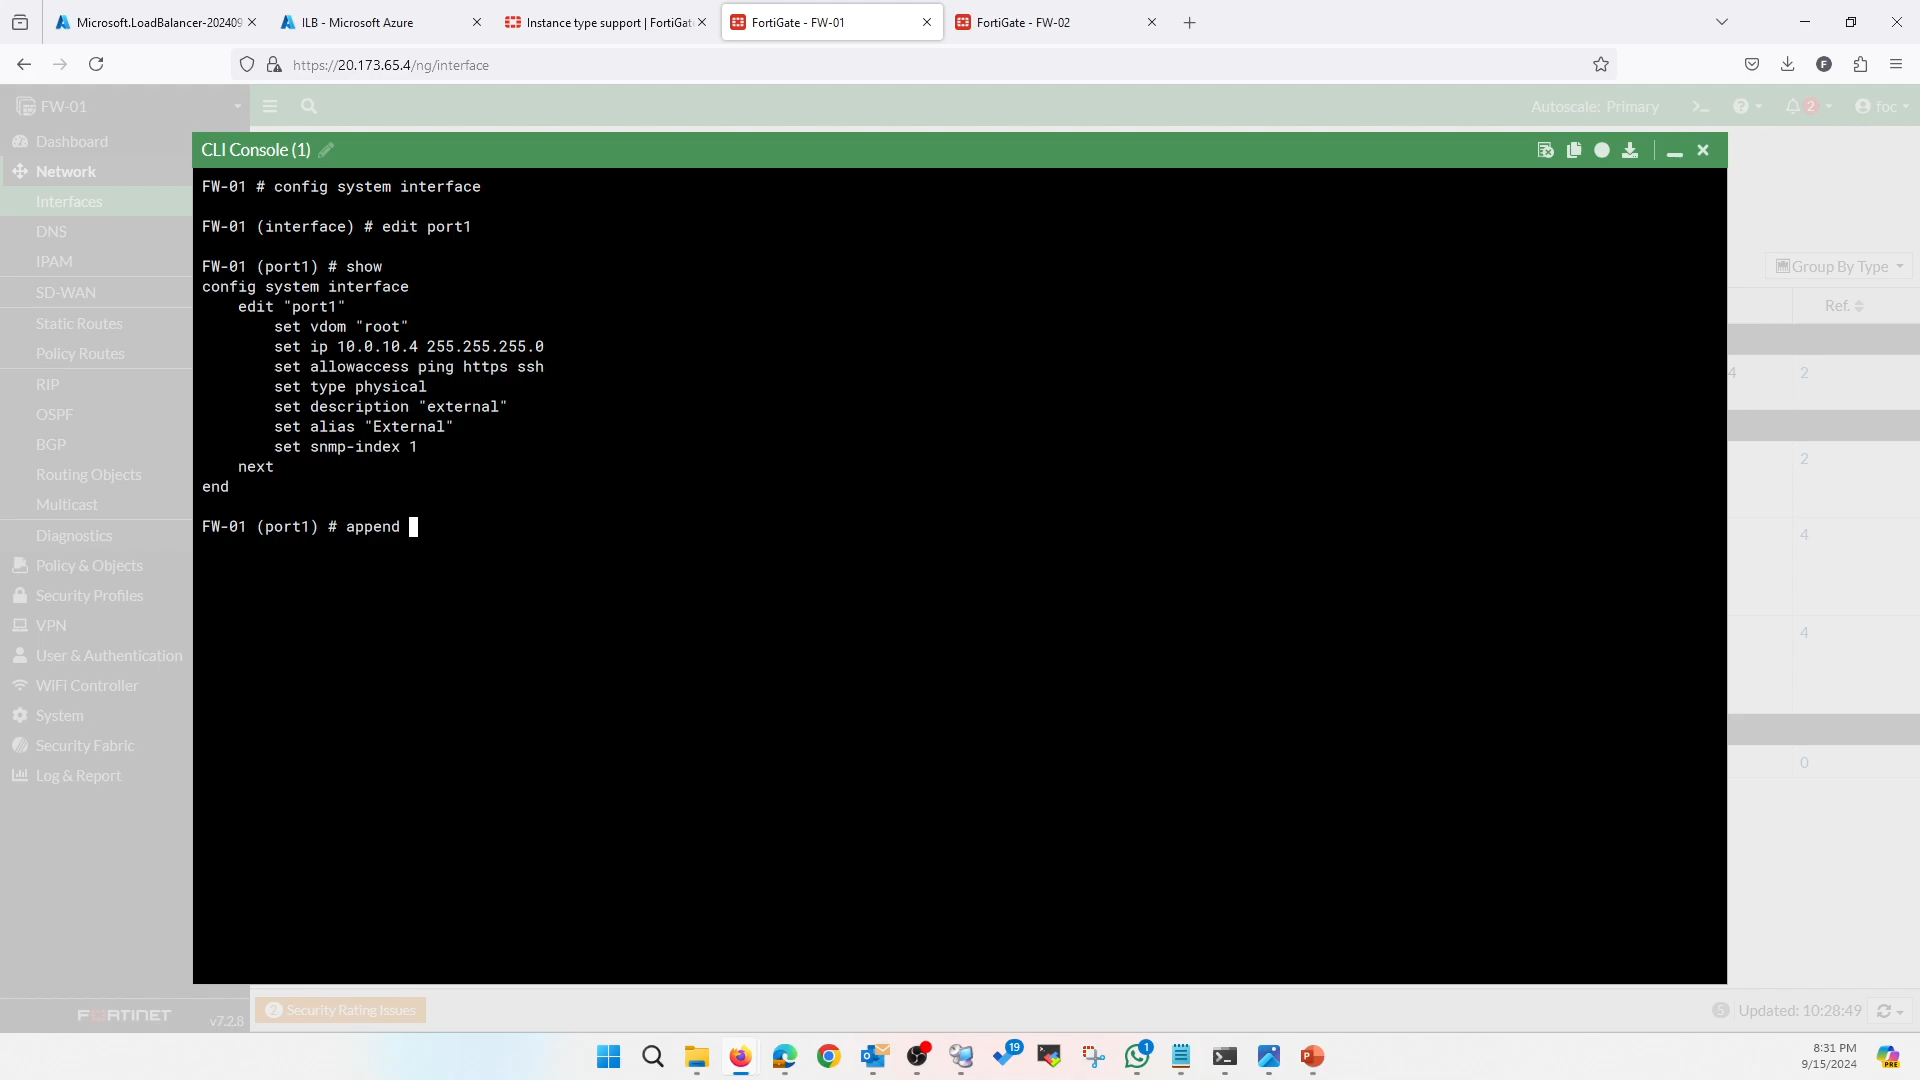 Microsoft.LoadBalancer-202409
ILB - Microsoft Azure
Instance type support | FortiGat
FortiGate - FW-01
FortiGate - FW-02
https://20.173.65.4/ng/interface
FW-01
Autoscale: Primary
2
foc
Dashboard
Network
Interfaces
DNS
IPAM
SD-WAN
Static Routes
Policy Routes
RIP
OSPF
BGP
Routing Objects
Multicast
Diagnostics
Policy & Objects
Security Profiles
VPN
User & Authentication
WiFi Controller
System
Security Fabric
Log & Report
FORTINET
v7.2.8
CLI Console (1)
FW-01 # config system interface
FW-01 (interface) # edit port1
FW-01 (port1) # show
config system interface
edit "port1"
set vdom "root"
set ip 10.0.10.4 255.255.255.0
set allowaccess ping https ssh
set type physical
set description "external"
set alias "External"
set snmp-index 1
next
end
FW-01 (port1) # append
Group By Type
Ref.
4
2
2
4
4
0
2 Security Rating Issues
5 Updated: 10:28:49
19
1
8:31 PM
9/15/2024